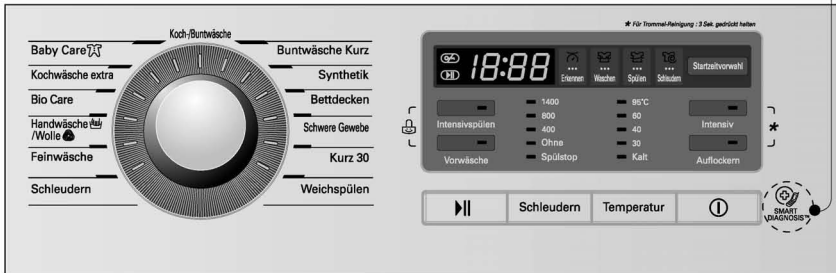 * Für Trommel-Reinigung : 3 Sek. gedrückt halten
Koch-/Buntwäsche
Baby Care
Kochwäsche extra
Bio Care
Handwäsche
/Wolle
Feinwäsche
Schleudern
Buntwäsche Kurz
Synthetik
Bettdecken
Schwere Gewebe
Kurz 30
Weichspülen
18:88
Erkennen
Waschen
Spülen
Schleudern
Startzeitvorwahl
Intensivspülen
Vorwäsche
1400
800
400
Ohne
Spülstop
95°C
60
40
30
Kalt
Intensiv
Auflockern
*
Schleudern
Temperatur
SMART
DIAGNOSIS™